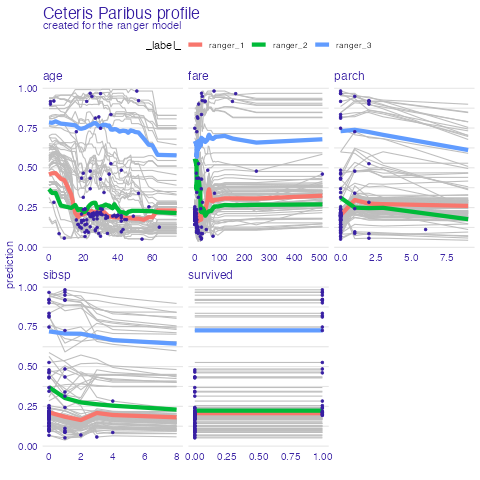 Ceteris Paribus profile
created for the ranger model
_label_ ranger_1 ranger_2 ranger_3
age fare parch
1.00
0.75
0.50
0.25
0.00
0 20 40 60 0 100 200 300 400 500 0.0 2.5 5.0 7.5
prediction
sibsp survived
1.00
0.75
0.50
0.25
0.00
0 2 4 6 8 0.00 0.25 0.50 0.75 1.00